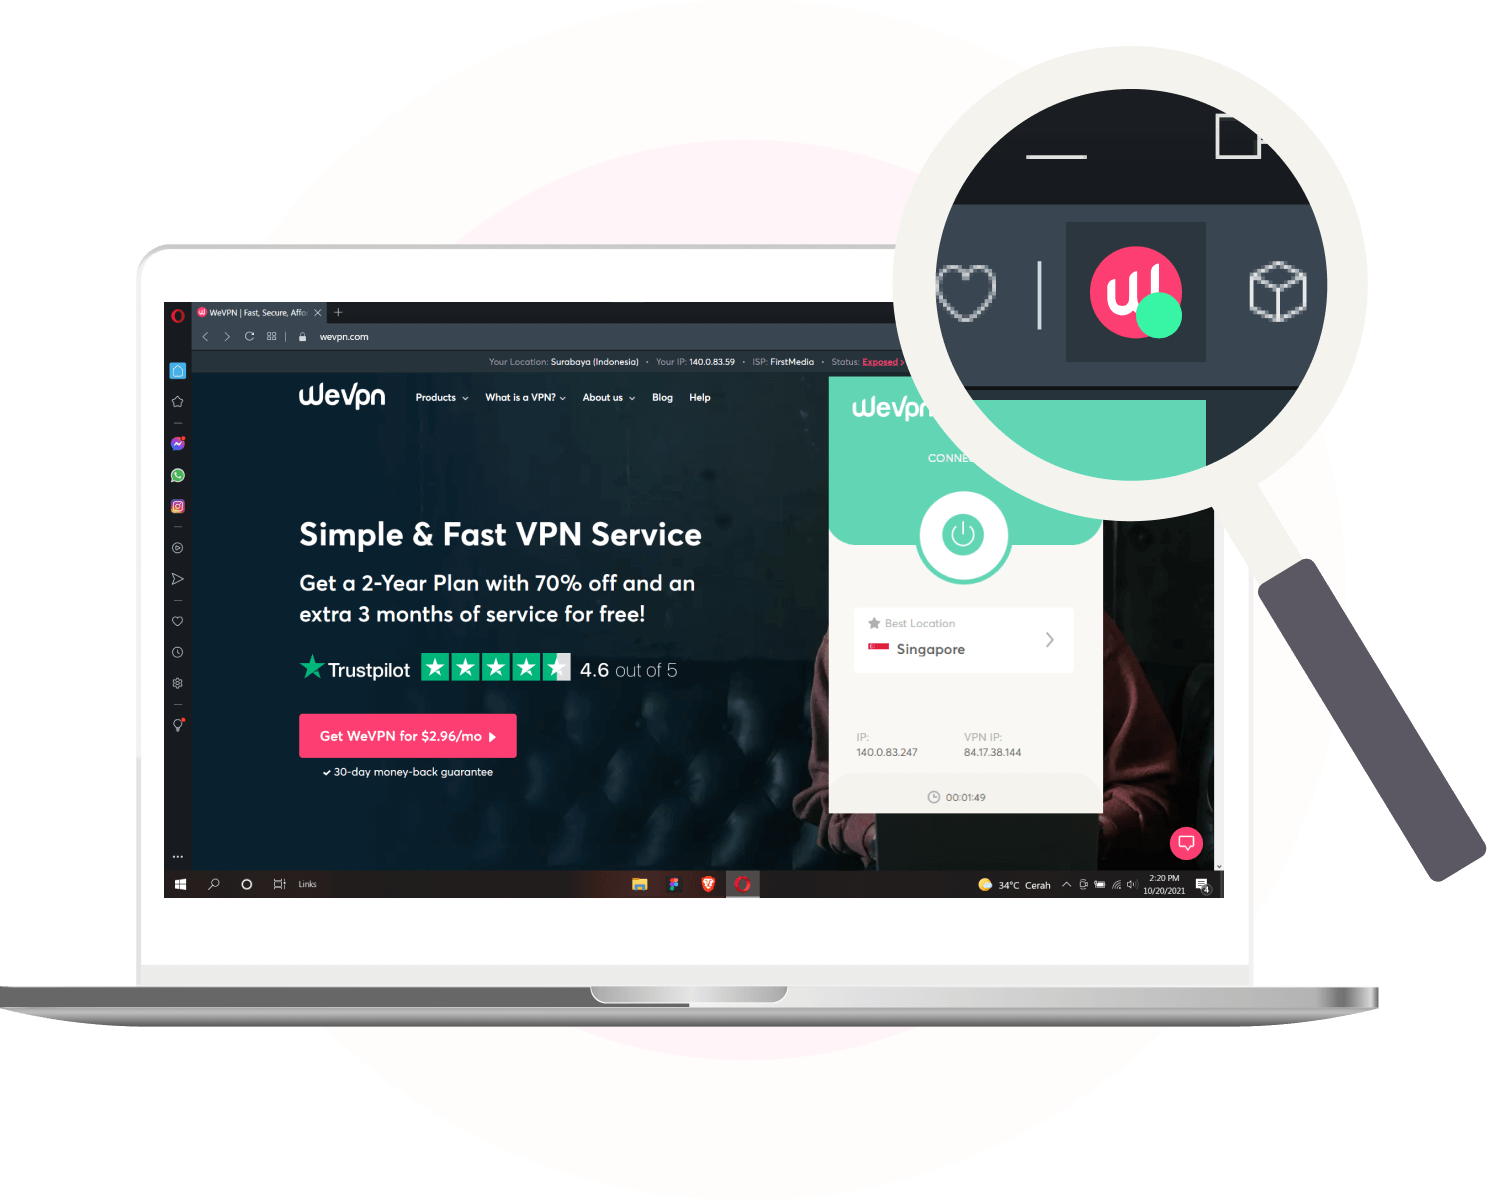 WeVPN | Fast, Secure, Affo
wevpn.com
Your Location: Surabaya (Indonesia) · Your IP: 140.0.83.59 · ISP: FirstMedia · Status: Exposed
WeVpn
Products
What is a VPN?
About us
Blog
Help
Simple & Fast VPN Service
Get a 2-Year Plan with 70% off and an
extra 3 months of service for free!
Trustpilot
4.6 out of 5
Get WeVPN for $2.96/mo
30-day money-back guarantee
WeVpn
CONNE
Best Location
Singapore
IP:
140.0.83.247
VPN IP:
84.17.38.144
00:01:49
Links
34°C Cerah
2:20 PM
10/20/2021
4